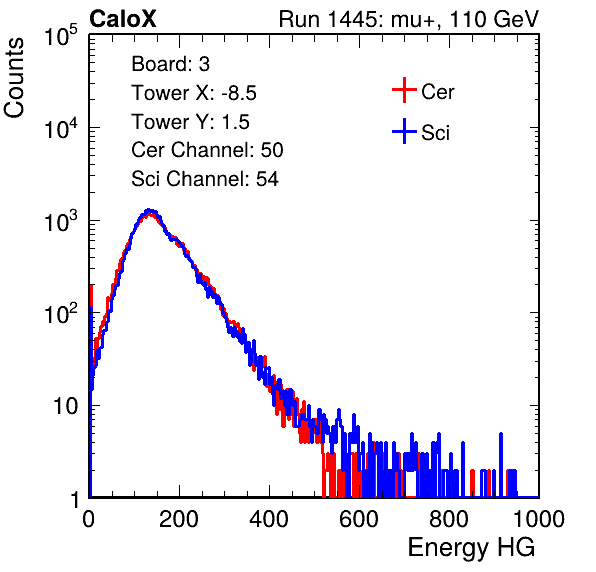 CaloX Run 1445: mu+, 110 GeV
Board: 3
Tower X: -8.5
Tower Y: 1.5
Cer Channel: 50
Sci Channel: 54
Cer
Sci
Counts
10^5
10^4
10^3
10^2
10
1
0 200 400 600 800 1000
Energy HG